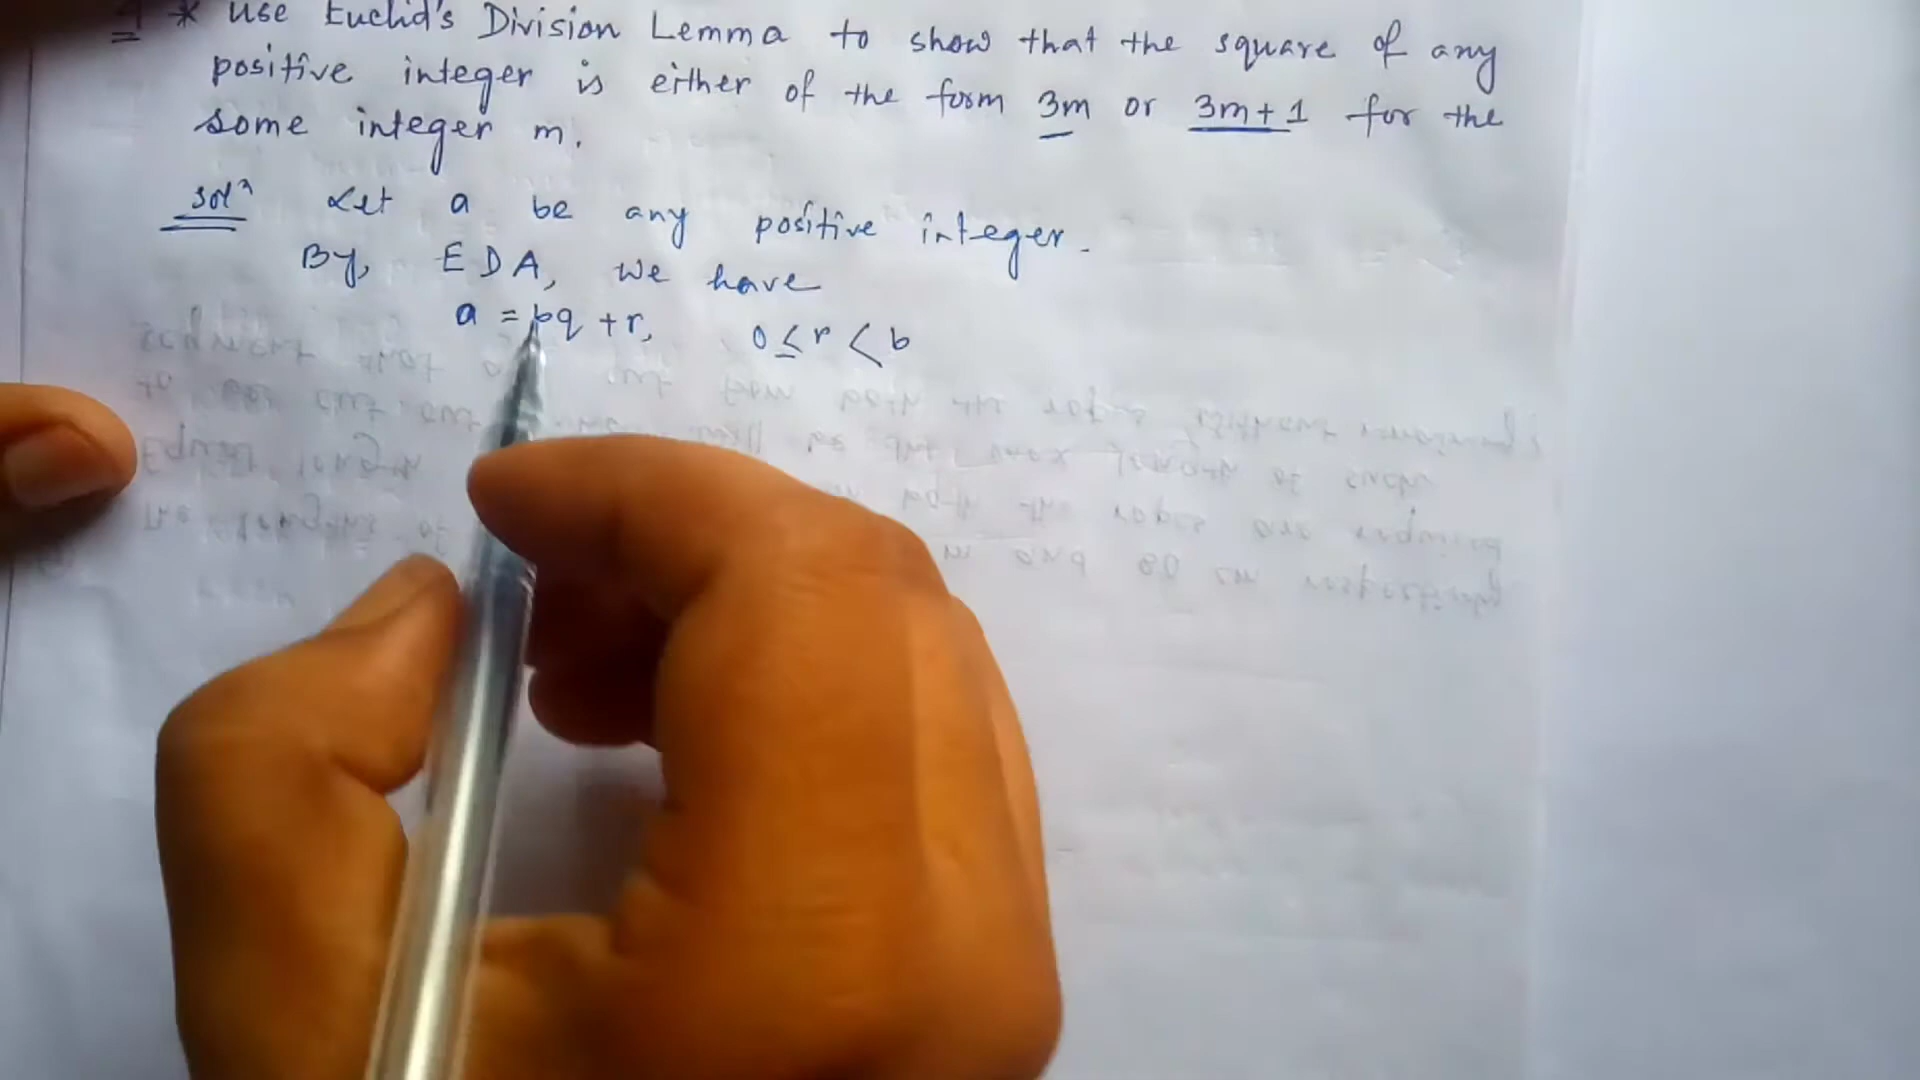 * Use Euclid's Division Lemma to show that the square of any
positive integer is either of the form 3m or 3m+1 for the
some integer m.
Solⁿ Let a be any positive integer.
By, EDA, we have
a = bq + r, 0 ≤ r < b